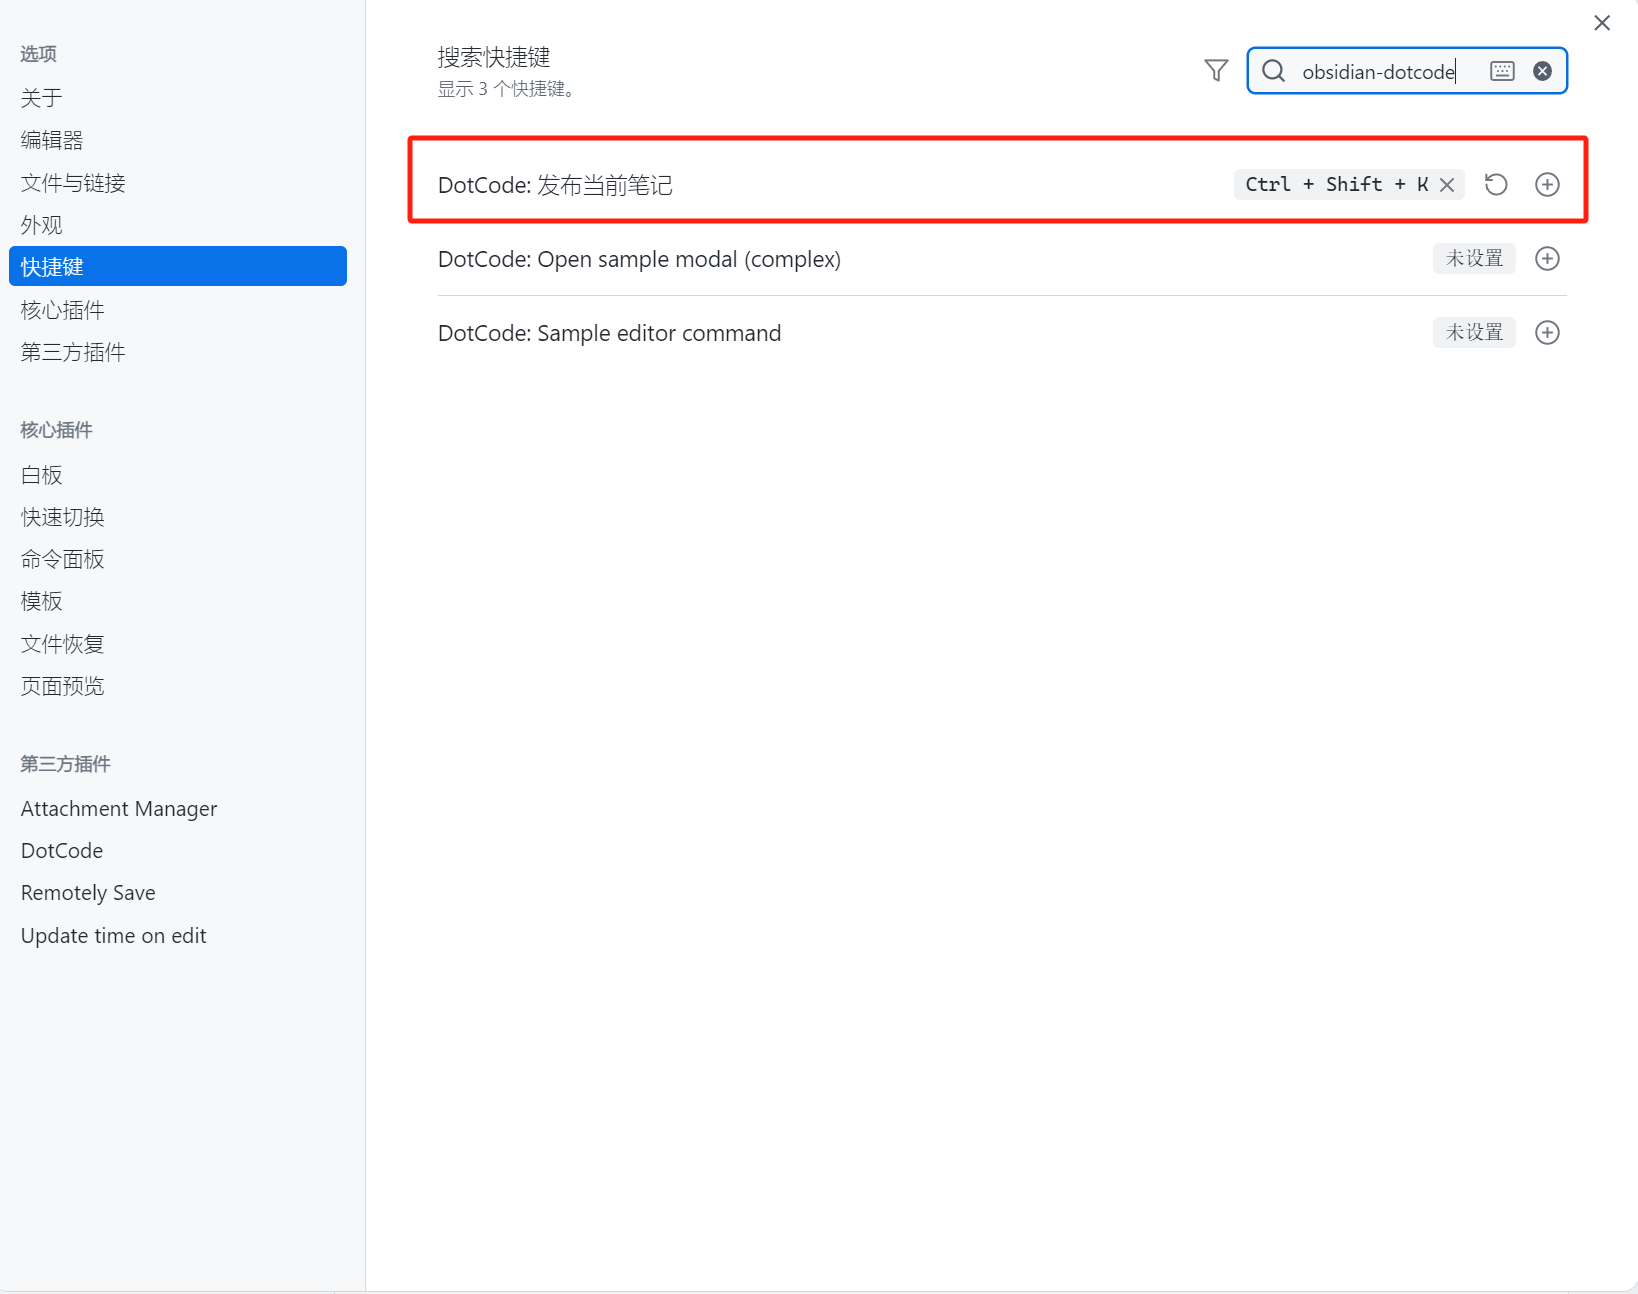 选项
关于
编辑器
文件与链接
外观
快捷键
核心插件
第三方插件
核心插件
白板
快速切换
命令面板
模板
文件恢复
页面预览
第三方插件
Attachment Manager
DotCode
Remotely Save
Update time on edit
搜索快捷键
显示 3 个快捷键。
obsidian-dotcode
DotCode: 发布当前笔记
Ctrl + Shift + K
DotCode: Open sample modal (complex)
未设置
DotCode: Sample editor command
未设置